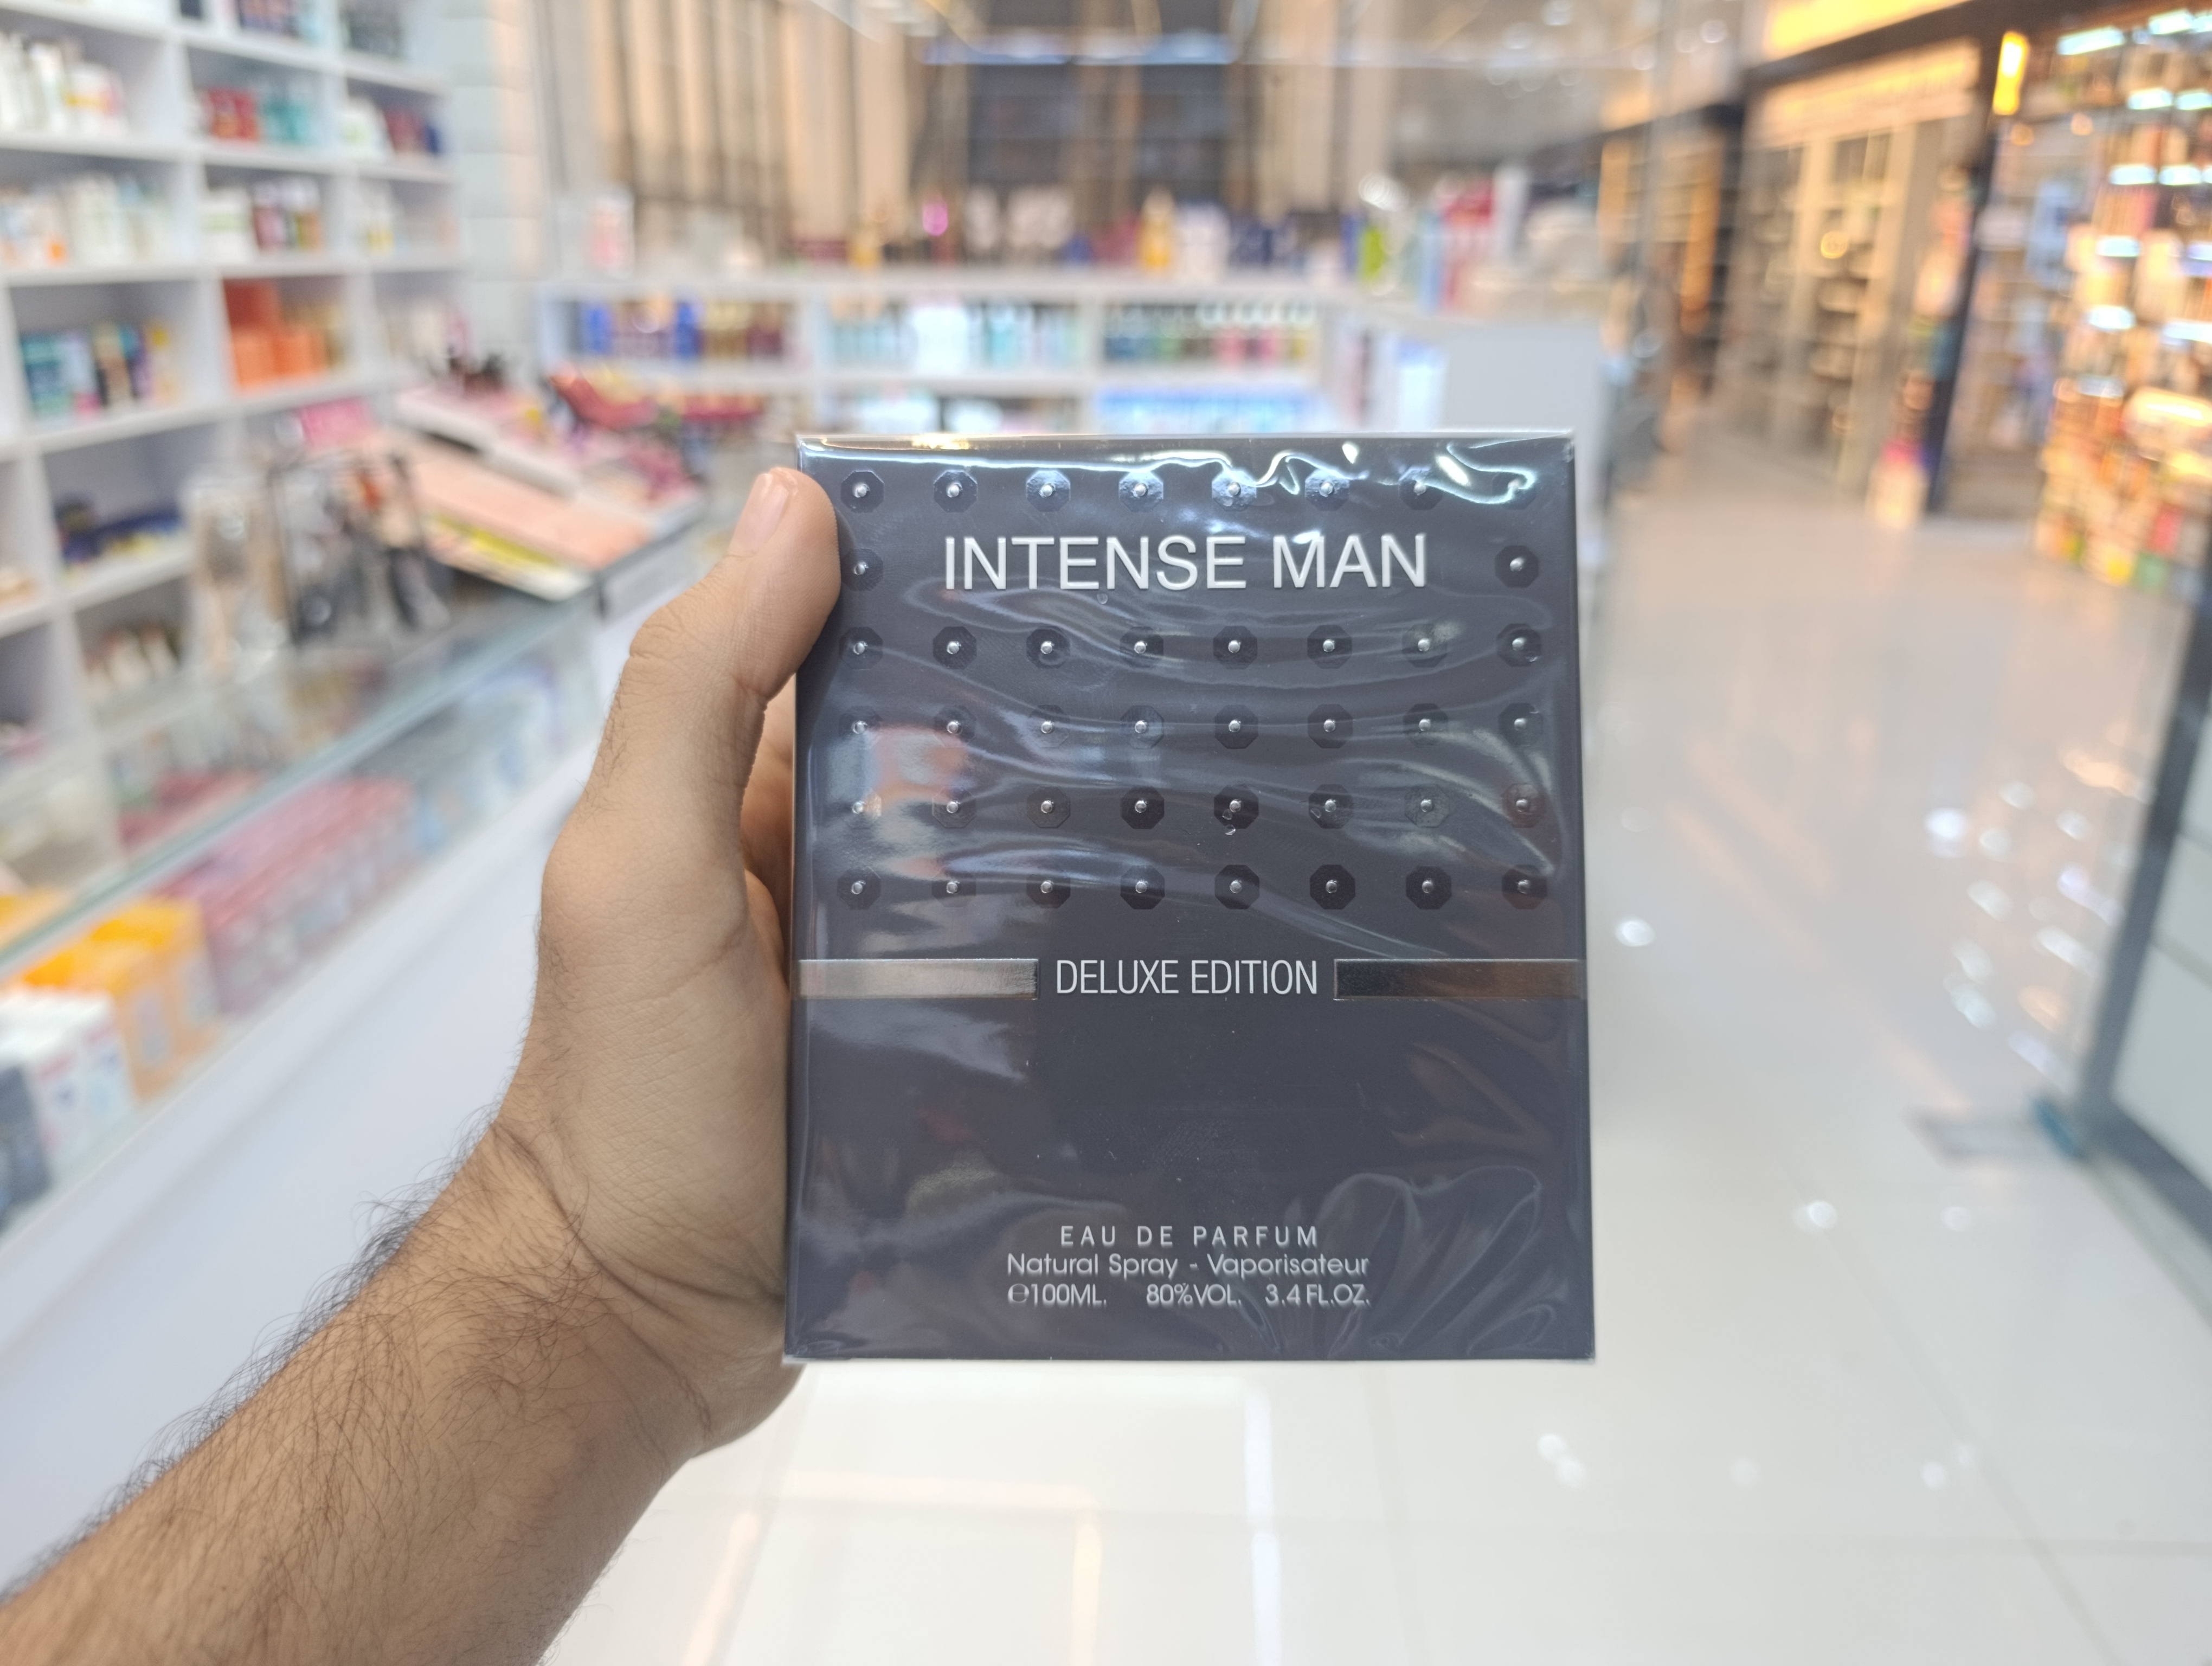 INTENSE MAN
DELUXE EDITION
EAU DE PARFUM
Natural Spray - Vaporisateur
℮100ML. 80%VOL. 3.4 FL.OZ.